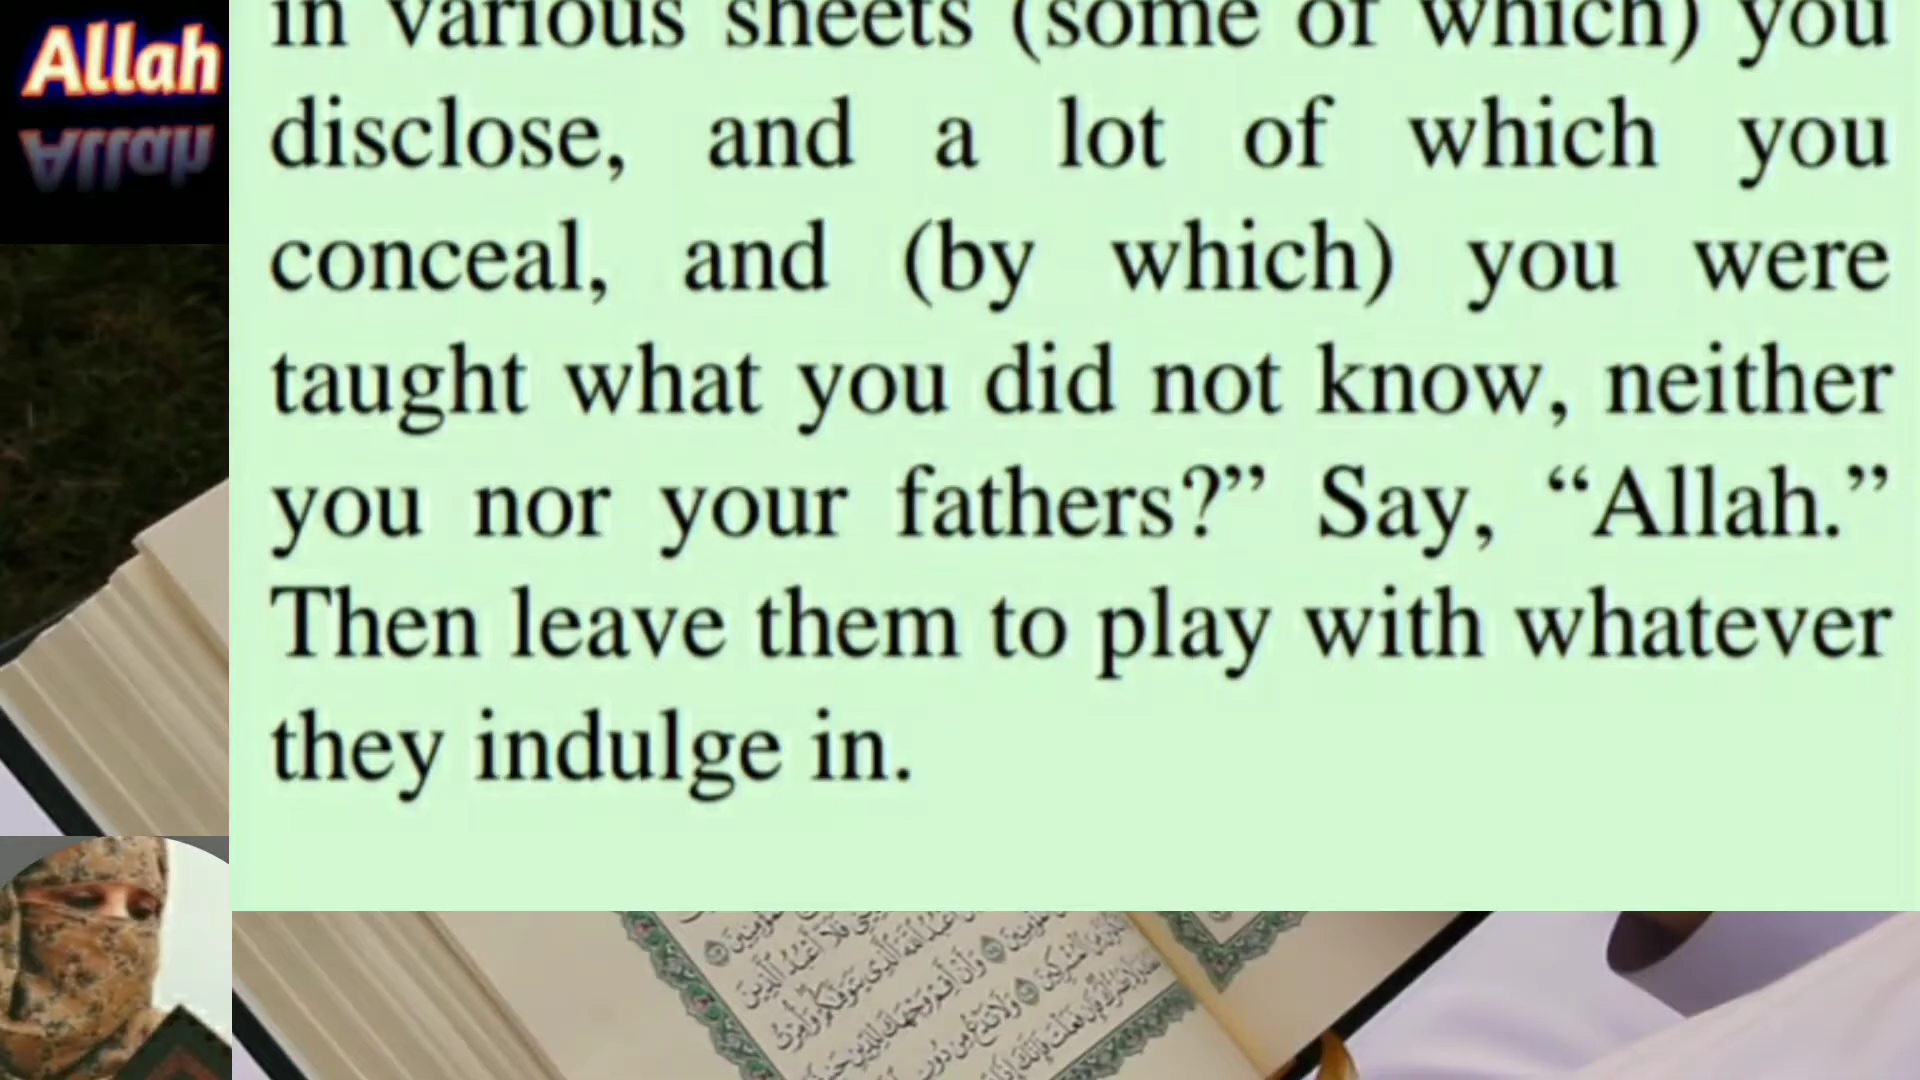 Allah
in various sheets (some of which) you
disclose, and a lot of which you
conceal, and (by which) you were
taught what you did not know, neither
you nor your fathers?” Say, “Allah.”
Then leave them to play with whatever
they indulge in.